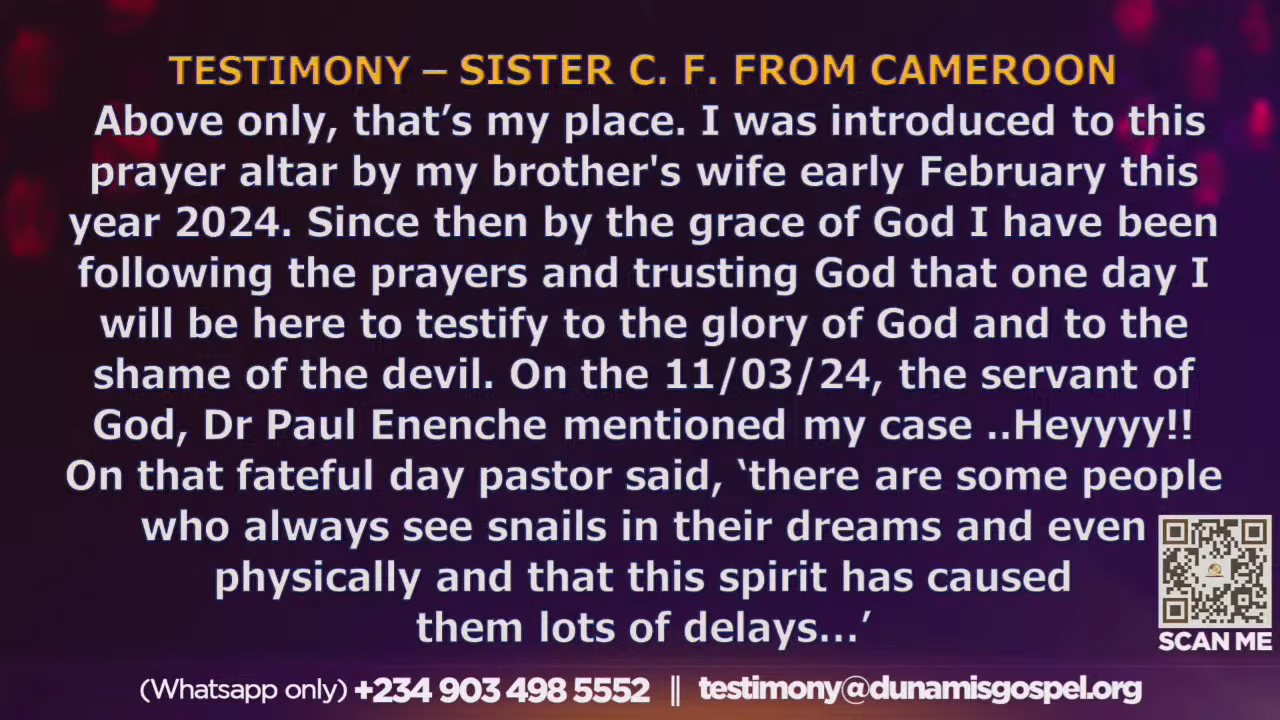 TESTIMONY – SISTER C. F. FROM CAMEROON
Above only, that’s my place. I was introduced to this
prayer altar by my brother's wife early February this
year 2024. Since then by the grace of God I have been
following the prayers and trusting God that one day I
will be here to testify to the glory of God and to the
shame of the devil. On the 11/03/24, the servant of
God, Dr Paul Enenche mentioned my case ..Heyyyy!!
On that fateful day pastor said, ‘there are some people
who always see snails in their dreams and even
physically and that this spirit has caused
them lots of delays...’
SCAN ME
(Whatsapp only) +234 903 498 5552 || testimony@dunamisgospel.org